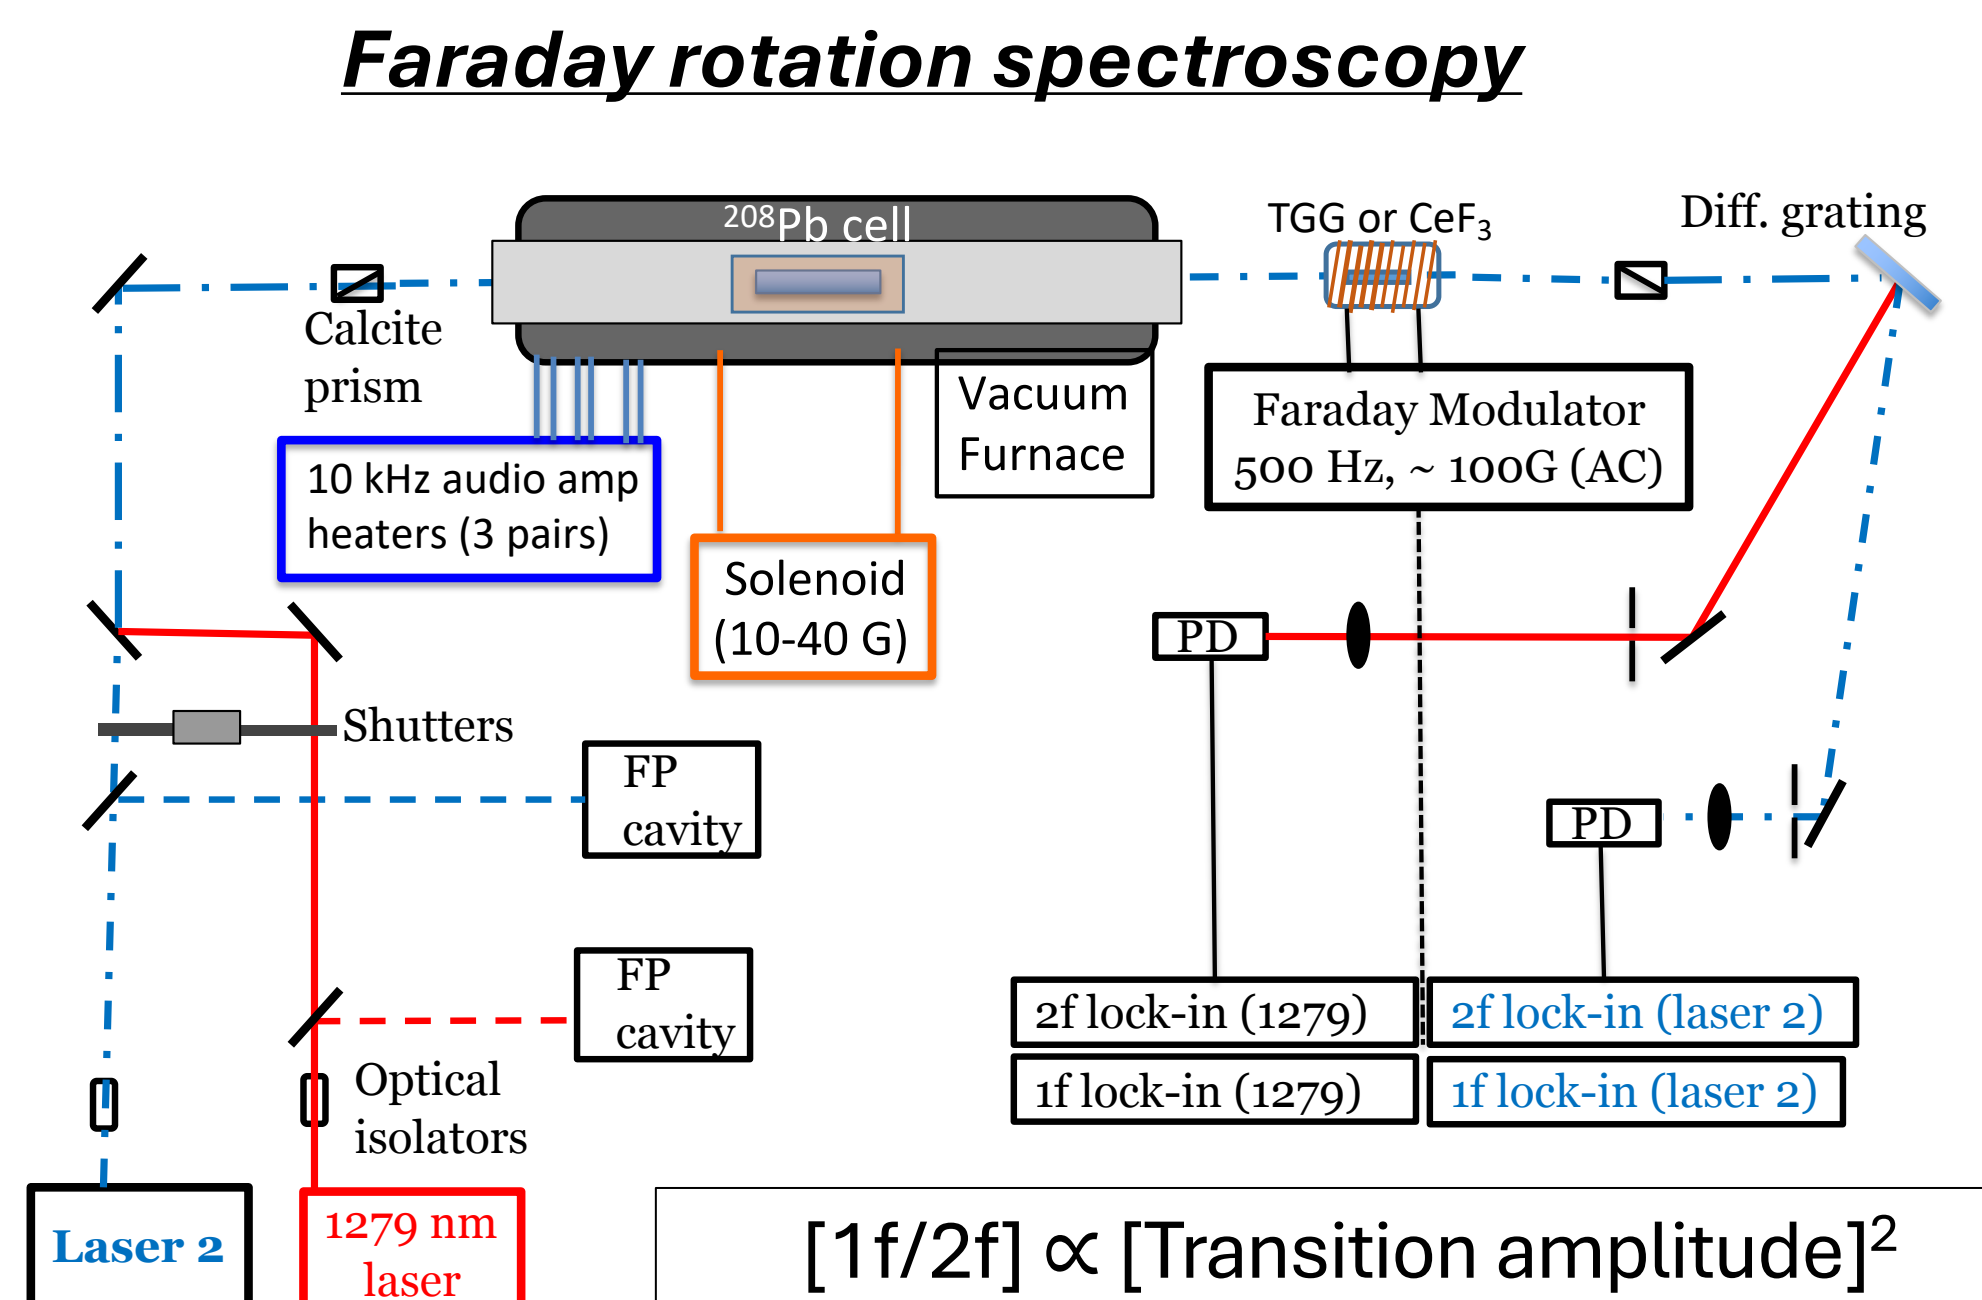 Faraday rotation spectroscopy
²⁰⁸Pb cell
TGG or CeF₃
Diff. grating
Calcite
prism
Vacuum
Furnace
Faraday Modulator
500 Hz, ~ 100G (AC)
10 kHz audio amp
heaters (3 pairs)
Solenoid
(10-40 G)
PD
Shutters
FP
cavity
PD
FP
cavity
2f lock-in (1279)
2f lock-in (laser 2)
Optical
isolators
1f lock-in (1279)
1f lock-in (laser 2)
Laser 2
1279 nm
laser
[1f/2f] ∝ [Transition amplitude]²